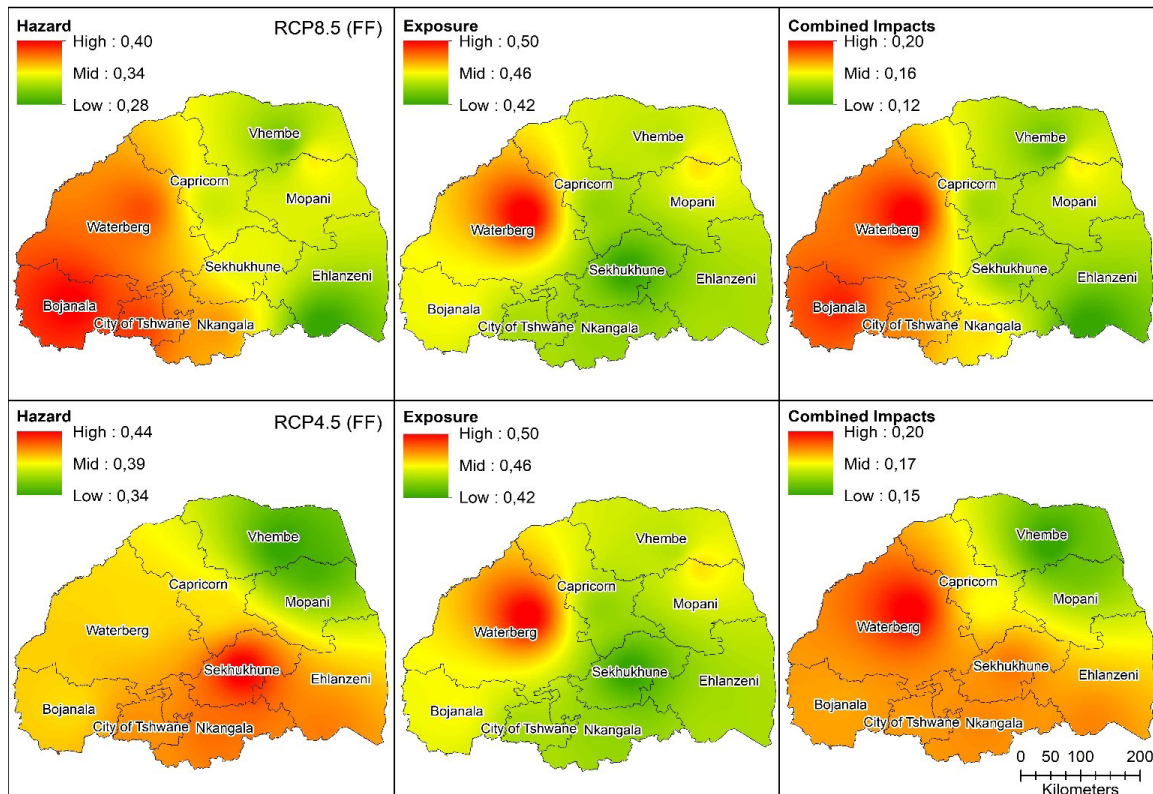 Hazard
RCP8.5 (FF)
High : 0,40
Mid : 0,34
Low : 0,28
Vhembe
Capricorn
Mopani
Waterberg
Sekhukhune
Ehlanzeni
Bojanala
City of Tshwane
Nkangala
Exposure
High : 0,50
Mid : 0,46
Low : 0,42
Vhembe
Capricorn
Mopani
Waterberg
Sekhukhune
Ehlanzeni
Bojanala
City of Tshwane
Nkangala
Combined Impacts
High : 0,20
Mid : 0,16
Low : 0,12
Vhembe
Capricorn
Mopani
Waterberg
Sekhukhune
Ehlanzeni
Bojanala
City of Tshwane
Nkangala
Hazard
RCP4.5 (FF)
High : 0,44
Mid : 0,39
Low : 0,34
Vhembe
Capricorn
Mopani
Waterberg
Sekhukhune
Ehlanzeni
Bojanala
City of Tshwane
Nkangala
Exposure
High : 0,50
Mid : 0,46
Low : 0,42
Vhembe
Capricorn
Mopani
Waterberg
Sekhukhune
Ehlanzeni
Bojanala
City of Tshwane
Nkangala
Combined Impacts
High : 0,20
Mid : 0,17
Low : 0,15
Vhembe
Capricorn
Mopani
Waterberg
Sekhukhune
Ehlanzeni
Bojanala
City of Tshwane
Nkangala
0 50 100 200
Kilometers